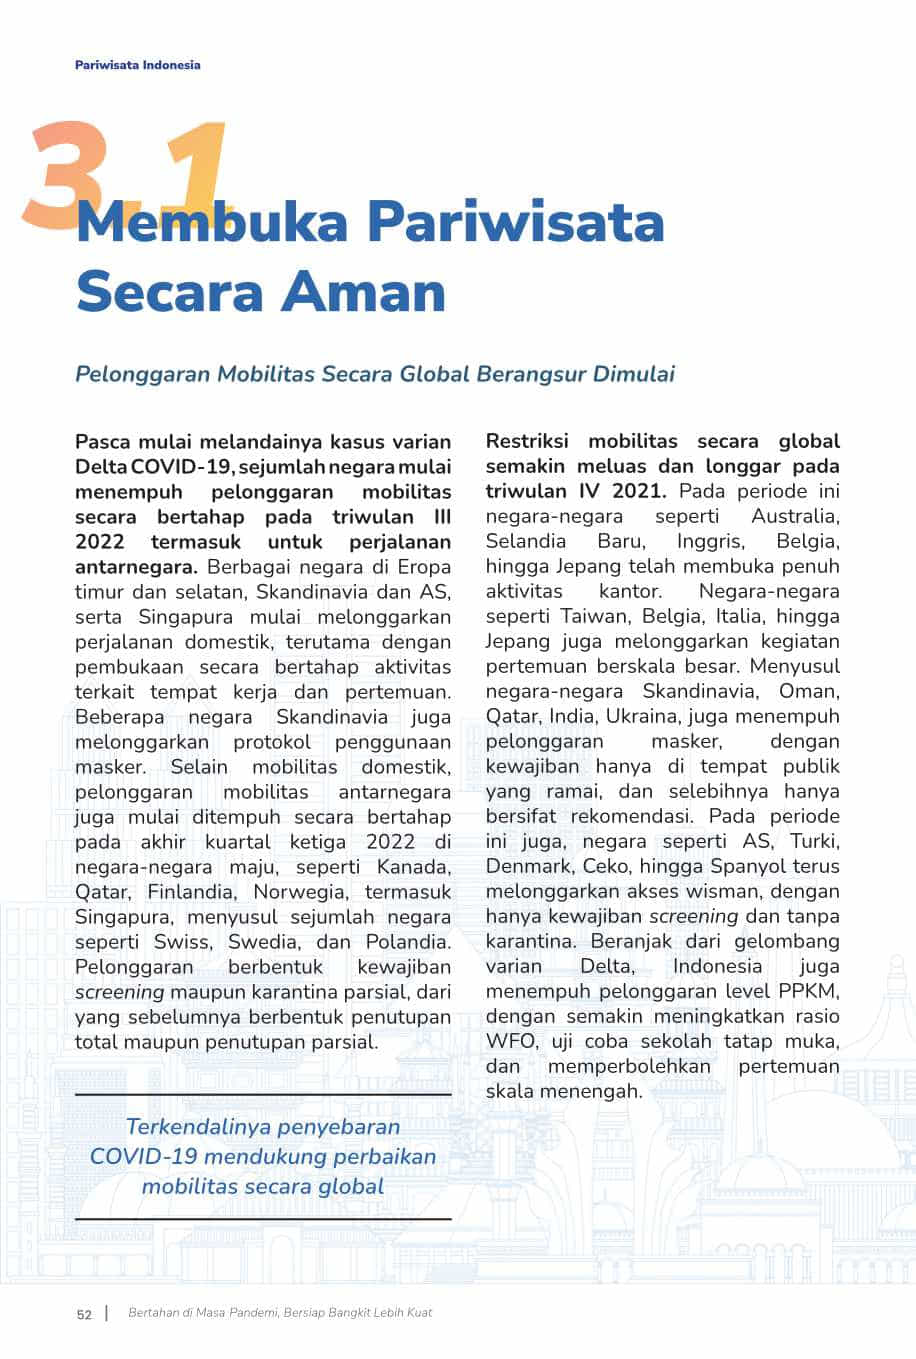 Pariwisata Indonesia
3.1
Membuka Pariwisata
Secara Aman
Pelonggaran Mobilitas Secara Global Berangsur Dimulai
Pasca mulai melandainya kasus varian
Delta COVID-19, sejumlah negara mulai
menempuh pelonggaran mobilitas
secara bertahap pada triwulan III
2022 termasuk untuk perjalanan
antarnegara. Berbagai negara di Eropa
timur dan selatan, Skandinavia dan AS,
serta Singapura mulai melonggarkan
perjalanan domestik, terutama dengan
pembukaan secara bertahap aktivitas
terkait tempat kerja dan pertemuan.
Beberapa negara Skandinavia juga
melonggarkan protokol penggunaan
masker. Selain mobilitas domestik,
pelonggaran mobilitas antarnegara
juga mulai ditempuh secara bertahap
pada akhir kuartal ketiga 2022 di
negara-negara maju, seperti Kanada,
Qatar, Finlandia, Norwegia, termasuk
Singapura, menyusul sejumlah negara
seperti Swiss, Swedia, dan Polandia.
Pelonggaran berbentuk kewajiban
screening maupun karantina parsial, dari
yang sebelumnya berbentuk penutupan
total maupun penutupan parsial.
Terkendalinya penyebaran
COVID-19 mendukung perbaikan
mobilitas secara global
Restriksi mobilitas secara global
semakin meluas dan longgar pada
triwulan IV 2021. Pada periode ini
negara-negara seperti Australia,
Selandia Baru, Inggris, Belgia,
hingga Jepang telah membuka penuh
aktivitas kantor. Negara-negara
seperti Taiwan, Belgia, Italia, hingga
Jepang juga melonggarkan kegiatan
pertemuan berskala besar. Menyusul
negara-negara Skandinavia, Oman,
Qatar, India, Ukraina, juga menempuh
pelonggaran masker, dengan
kewajiban hanya di tempat publik
yang ramai, dan selebihnya hanya
bersifat rekomendasi. Pada periode
ini juga, negara seperti AS, Turki,
Denmark, Ceko, hingga Spanyol terus
melonggarkan akses wisman, dengan
hanya kewajiban screening dan tanpa
karantina. Beranjak dari gelombang
varian Delta, Indonesia juga
menempuh pelonggaran level PPKM,
dengan semakin meningkatkan rasio
WFO, uji coba sekolah tatap muka,
dan memperbolehkan pertemuan
skala menengah.
52 | Bertahan di Masa Pandemi, Bersiap Bangkit Lebih Kuat